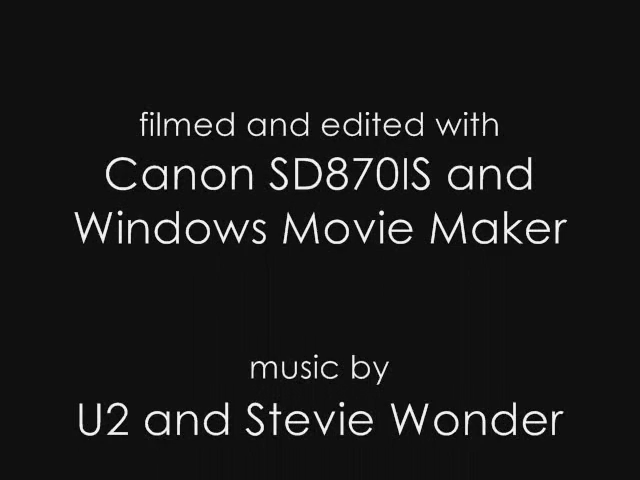 filmed and edited with
Canon SD870IS and
Windows Movie Maker
music by
U2 and Stevie Wonder